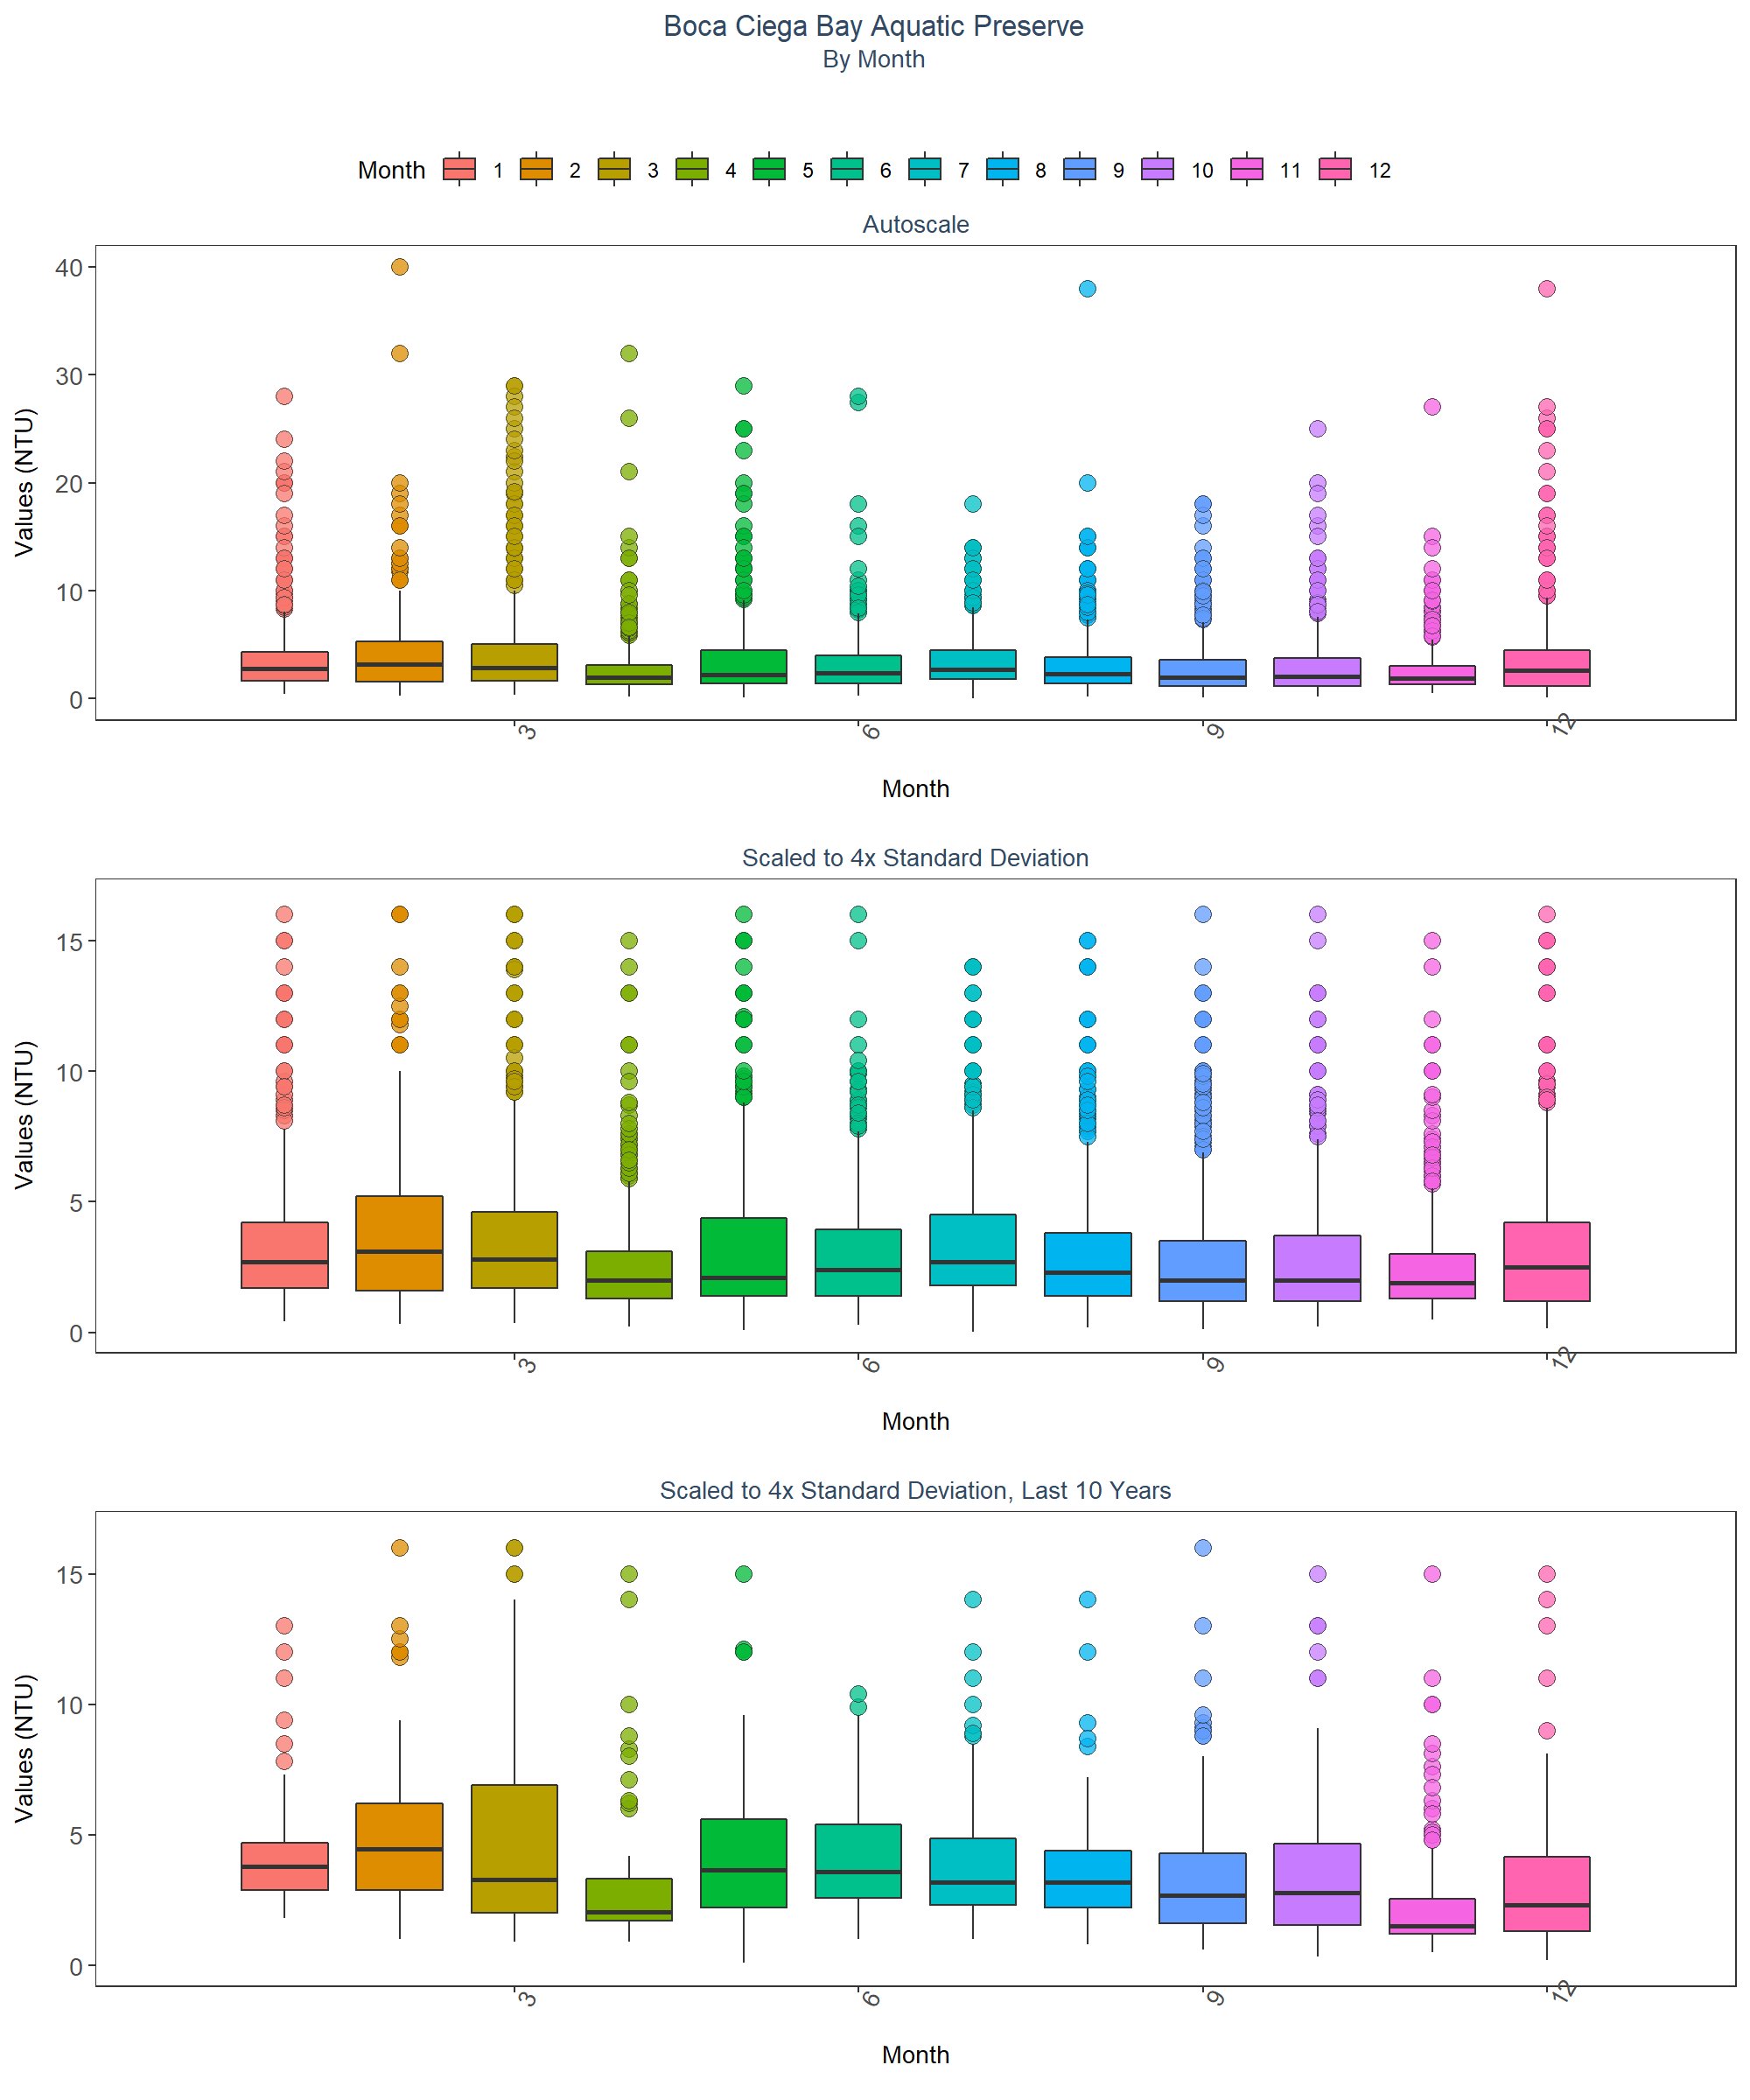 Boca Ciega Bay Aquatic Preserve
By Month
Month 1 2 3 4 5 6 7 8 9 10 11 12
Autoscale
Values (NTU)
40
30
20
10
0
3 6 9 12
Month
Scaled to 4x Standard Deviation
Values (NTU)
15
10
5
0
3 6 9 12
Month
Scaled to 4x Standard Deviation, Last 10 Years
Values (NTU)
15
10
5
0
3 6 9 12
Month